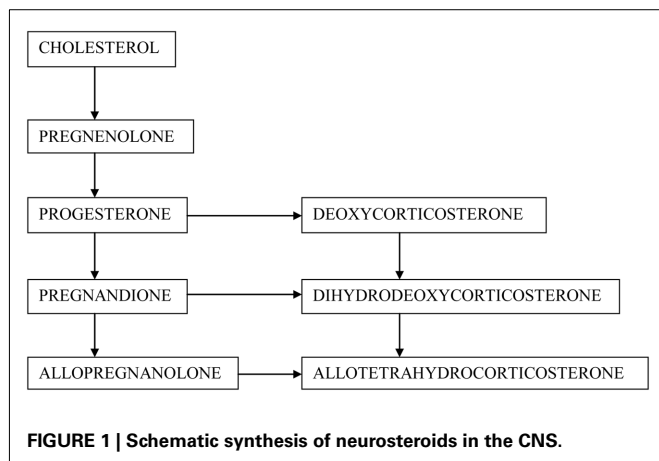 CHOLESTEROL
PREGNENOLONE
PROGESTERONE
DEOXYCORTICOSTERONE
PREGNANDIONE
DIHYDRODEOXYCORTICOSTERONE
ALLOPREGNANOLONE
ALLOTETRAHYDROCORTICOSTERONE
FIGURE 1 | Schematic synthesis of neurosteroids in the CNS.